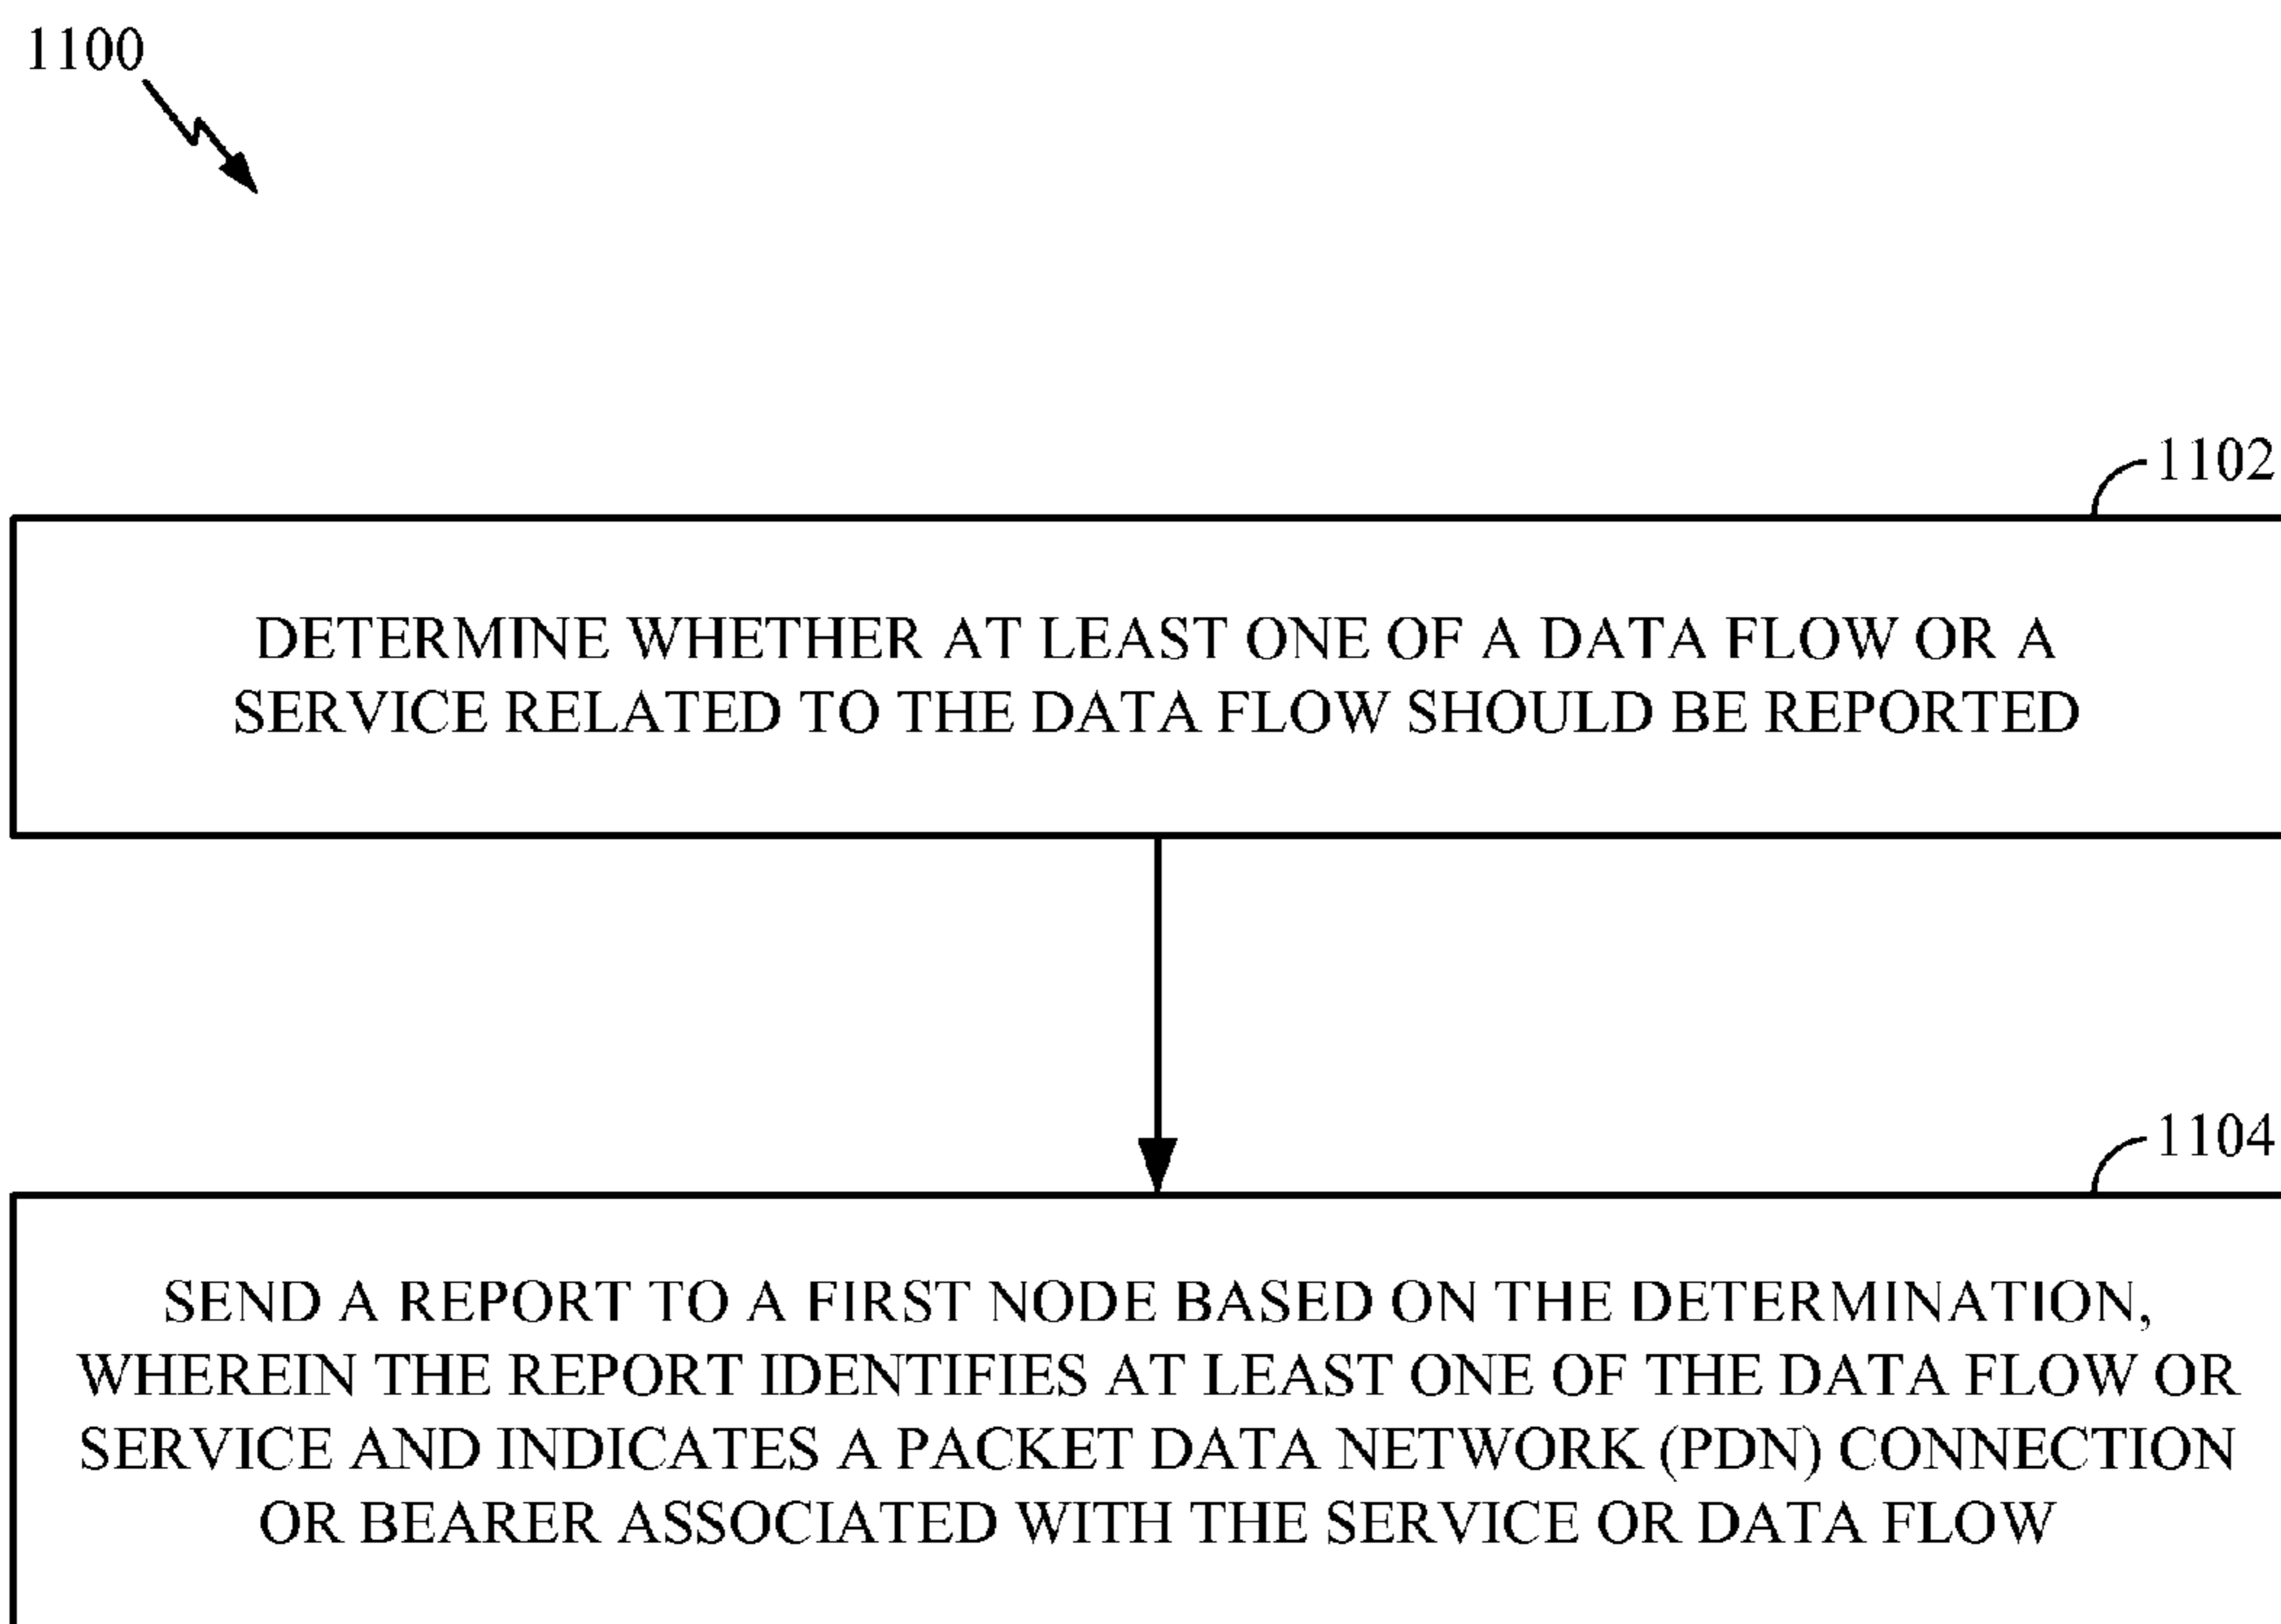 1100
1102
DETERMINE WHETHER AT LEAST ONE OF A DATA FLOW OR A
SERVICE RELATED TO THE DATA FLOW SHOULD BE REPORTED
1104
SEND A REPORT TO A FIRST NODE BASED ON THE DETERMINATION,
WHEREIN THE REPORT IDENTIFIES AT LEAST ONE OF THE DATA FLOW OR
SERVICE AND INDICATES A PACKET DATA NETWORK (PDN) CONNECTION
OR BEARER ASSOCIATED WITH THE SERVICE OR DATA FLOW